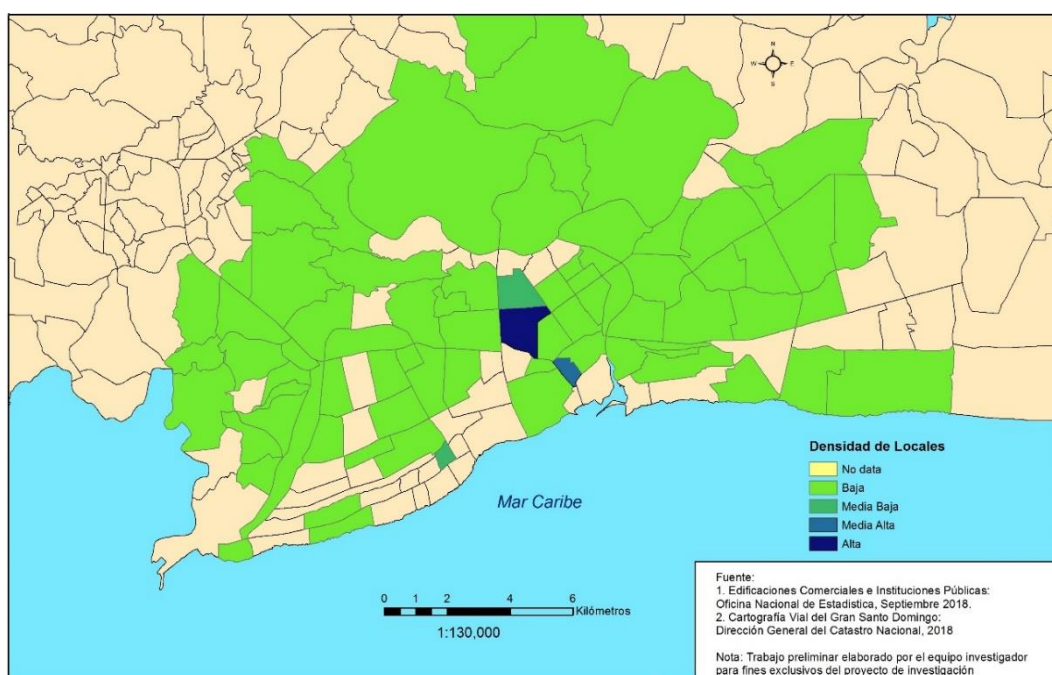 N
W E
S
Mar Caribe
Densidad de Locales
No data
Baja
Media Baja
Media Alta
Alta
0 1 2 4 6
Kilómetros
1:130,000
Fuente:
1. Edificaciones Comerciales e Instituciones Públicas:
Oficina Nacional de Estadistica, Septiembre 2018.
2. Cartografía Vial del Gran Santo Domingo:
Dirección General del Catastro Nacional, 2018
Nota: Trabajo preliminar elaborado por el equipo investigador
para fines exclusivos del proyecto de investigación